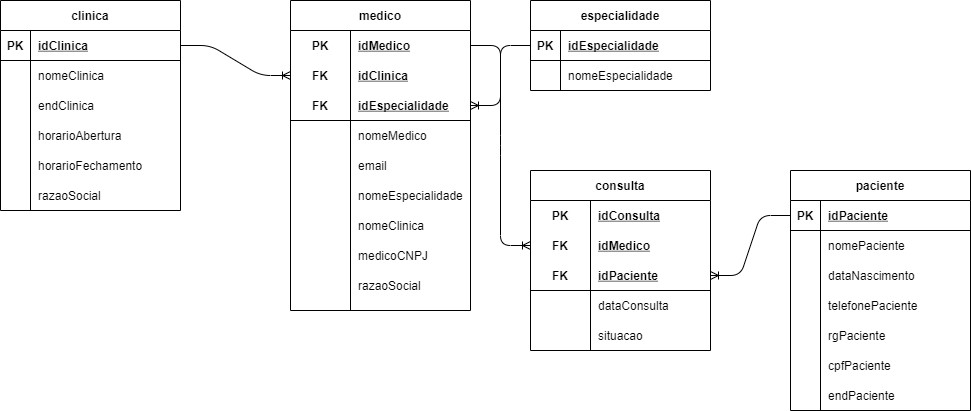 clinica
PK idClinica
nomeClinica
endClinica
horarioAbertura
horarioFechamento
razaoSocial
medico
PK idMedico
FK idClinica
FK idEspecialidade
nomeMedico
email
nomeEspecialidade
nomeClinica
medicoCNPJ
razaoSocial
especialidade
PK idEspecialidade
nomeEspecialidade
consulta
PK idConsulta
FK idMedico
FK idPaciente
dataConsulta
situacao
paciente
PK idPaciente
nomePaciente
dataNascimento
telefonePaciente
rgPaciente
cpfPaciente
endPaciente